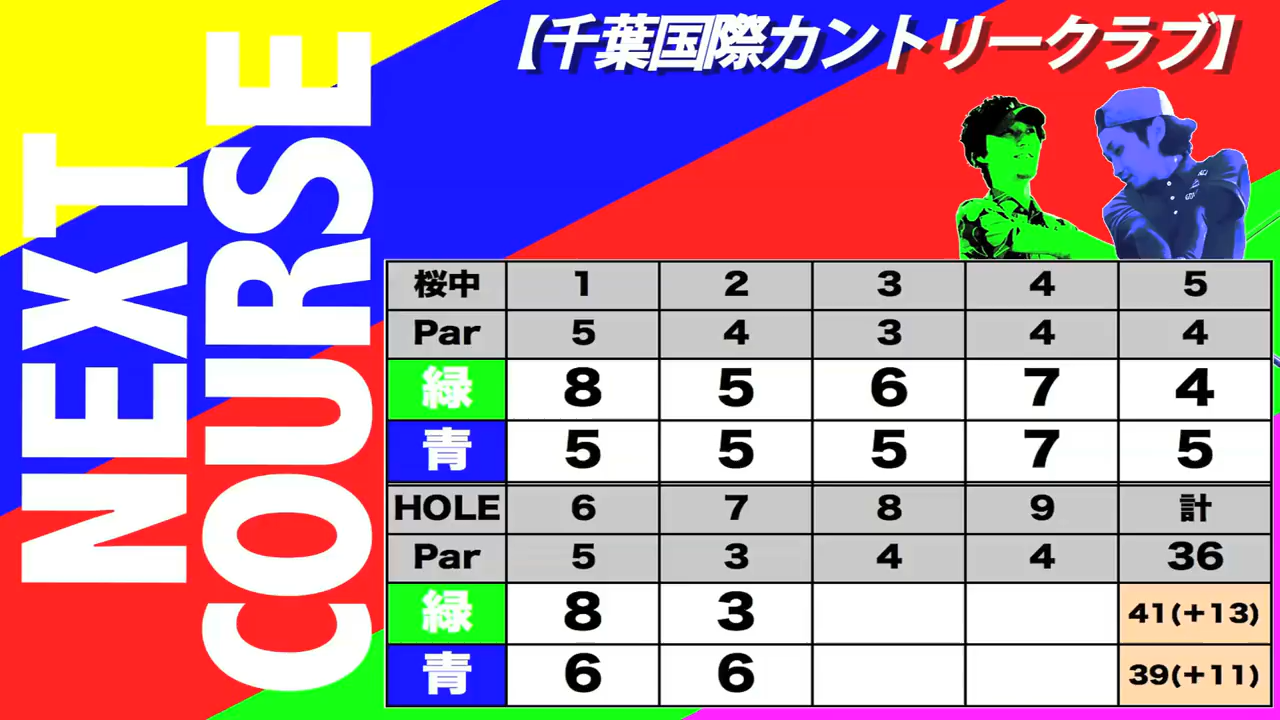 NEXT
COURSE
【千葉国際カントリークラブ】
桜中 1 2 3 4 5
Par 5 4 3 4 4
緑 8 5 6 7 4
青 5 5 5 7 5
HOLE 6 7 8 9 計
Par 5 3 4 4 36
緑 8 3 41(+13)
青 6 6 39(+11)